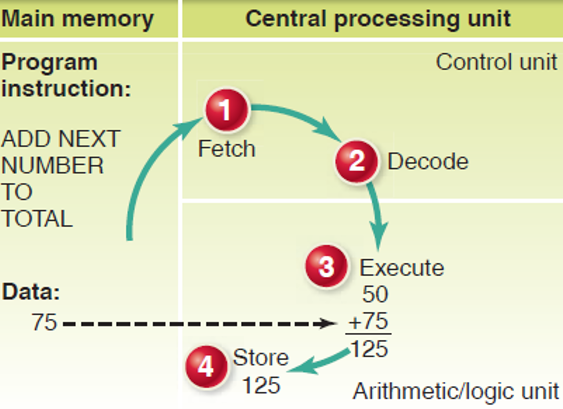 Main memory
Central processing unit
Program
instruction:
ADD NEXT
NUMBER
TO
TOTAL
Data:
75
Control unit
1
Fetch
2 Decode
3 Execute
50
+75
125
4 Store
125
Arithmetic/logic unit